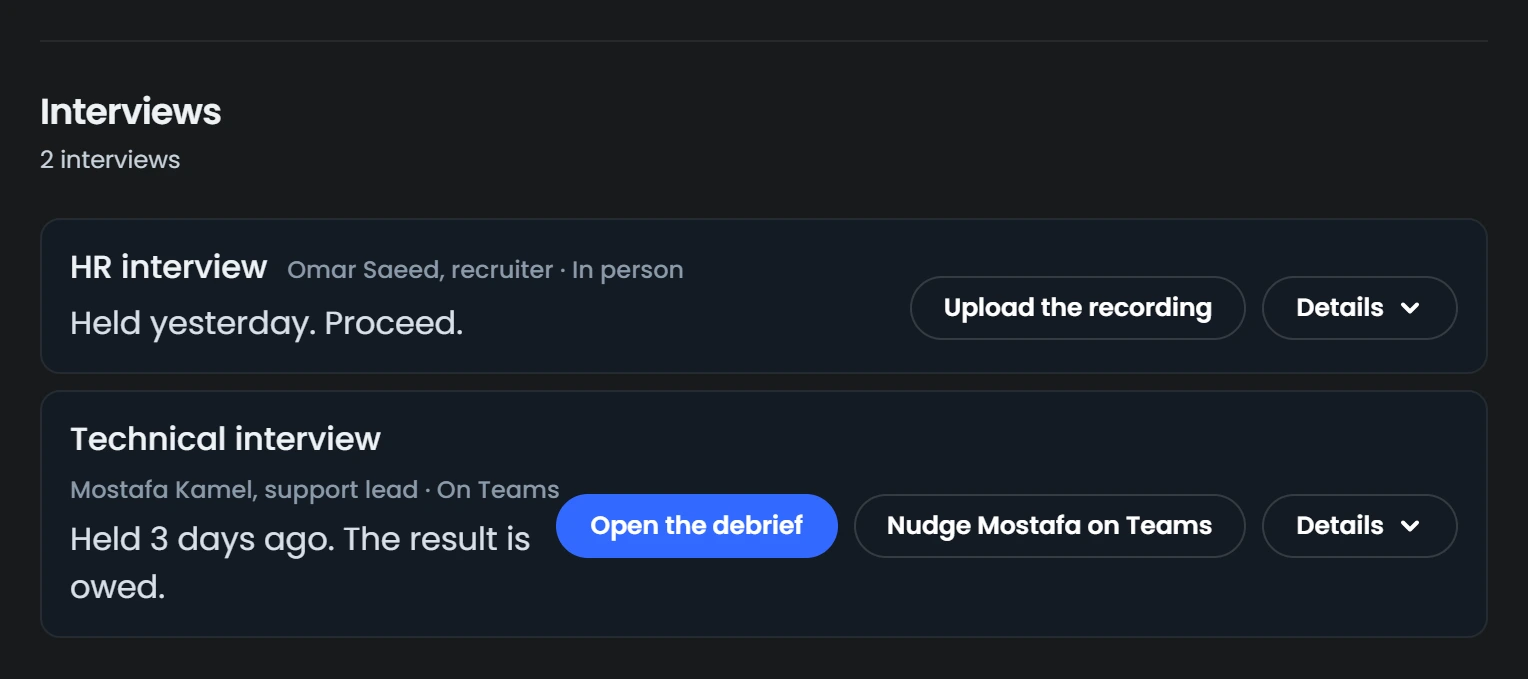 Interviews
2 interviews
HR interview Omar Saeed, recruiter · In person
Held yesterday. Proceed.
Upload the recording
Details
Technical interview
Mostafa Kamel, support lead · On Teams
Held 3 days ago. The result is
owed.
Open the debrief
Nudge Mostafa on Teams
Details